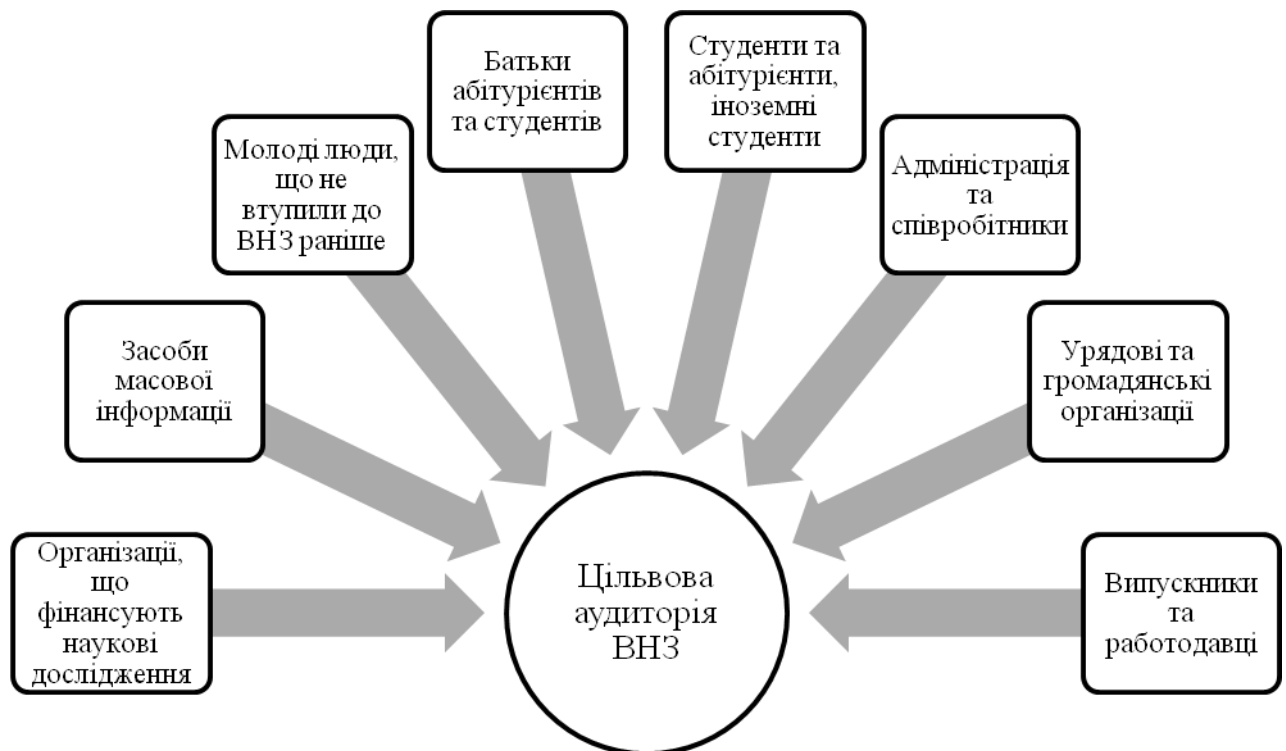 Батьки
абітурієнтів
та студентів
Студенти та
абітурієнти,
іноземні
студенти
Молоді люди,
що не
втупили до
ВНЗ раніше
Адміністрація
та
співробітники
Засоби
масової
інформації
Урядові та
громадянські
організації
Організації,
що
фінансують
наукові
дослідження
Цільвова
аудиторія
ВНЗ
Випускники
та
работодавці